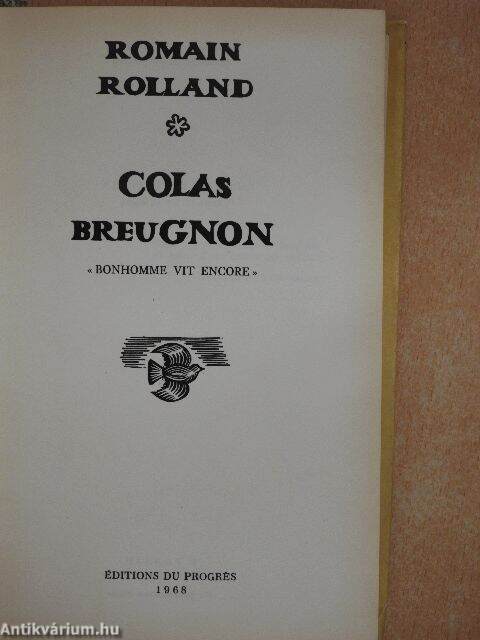 ROMAIN
ROLLAND
COLAS
BREUGNON
« BONHOMME VIT ENCORE »
ÉDITIONS DU PROGRÈS
1968
Antikvárium.hu